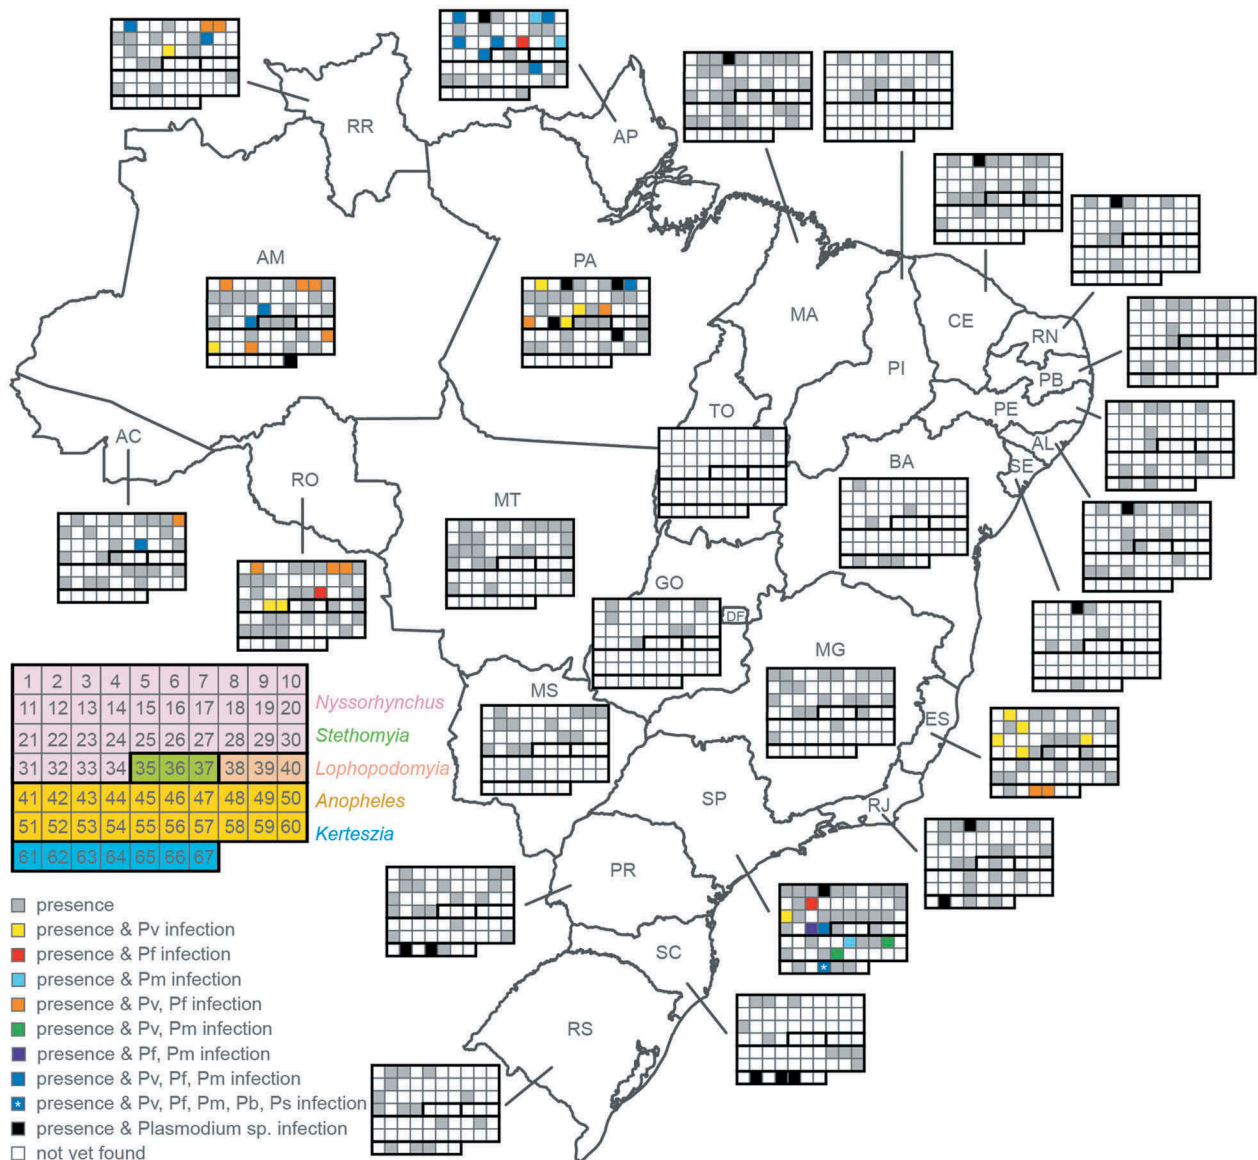 RR
AP
AM
PA
MA
CE
RN
PI
PB
PE
TO
AL
AC
SE
BA
RO
MT
GO
DF
MG
MS
ES
SP
RJ
PR
SC
RS
1 2 3 4 5 6 7 8 9 10
11 12 13 14 15 16 17 18 19 20
21 22 23 24 25 26 27 28 29 30
31 32 33 34 35 36 37 38 39 40
41 42 43 44 45 46 47 48 49 50
51 52 53 54 55 56 57 58 59 60
61 62 63 64 65 66 67
Nyssorhynchus
Stethomyia
Lophopodomyia
Anopheles
Kerteszia
presence
presence & Pv infection
presence & Pf infection
presence & Pm infection
presence & Pv, Pf infection
presence & Pv, Pm infection
presence & Pf, Pm infection
presence & Pv, Pf, Pm infection
* presence & Pv, Pf, Pm, Pb, Ps infection
presence & Plasmodium sp. infection
not yet found
*